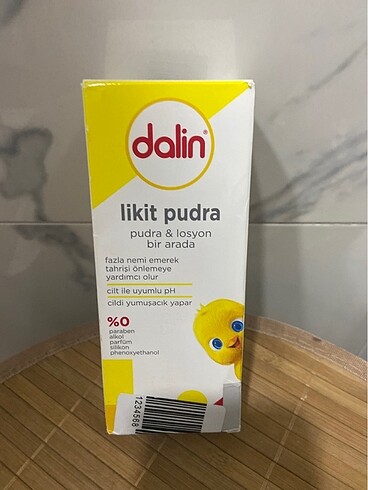 dalin®
likit pudra
pudra & losyon
bir arada
fazla nemi emerek
tahrişi önlemeye
yardımcı olur
cilt ile uyumlu pH
cildi yumuşacık yapar
%0
paraben
alkol
parfüm
silikon
phenoxyethanol
1234568